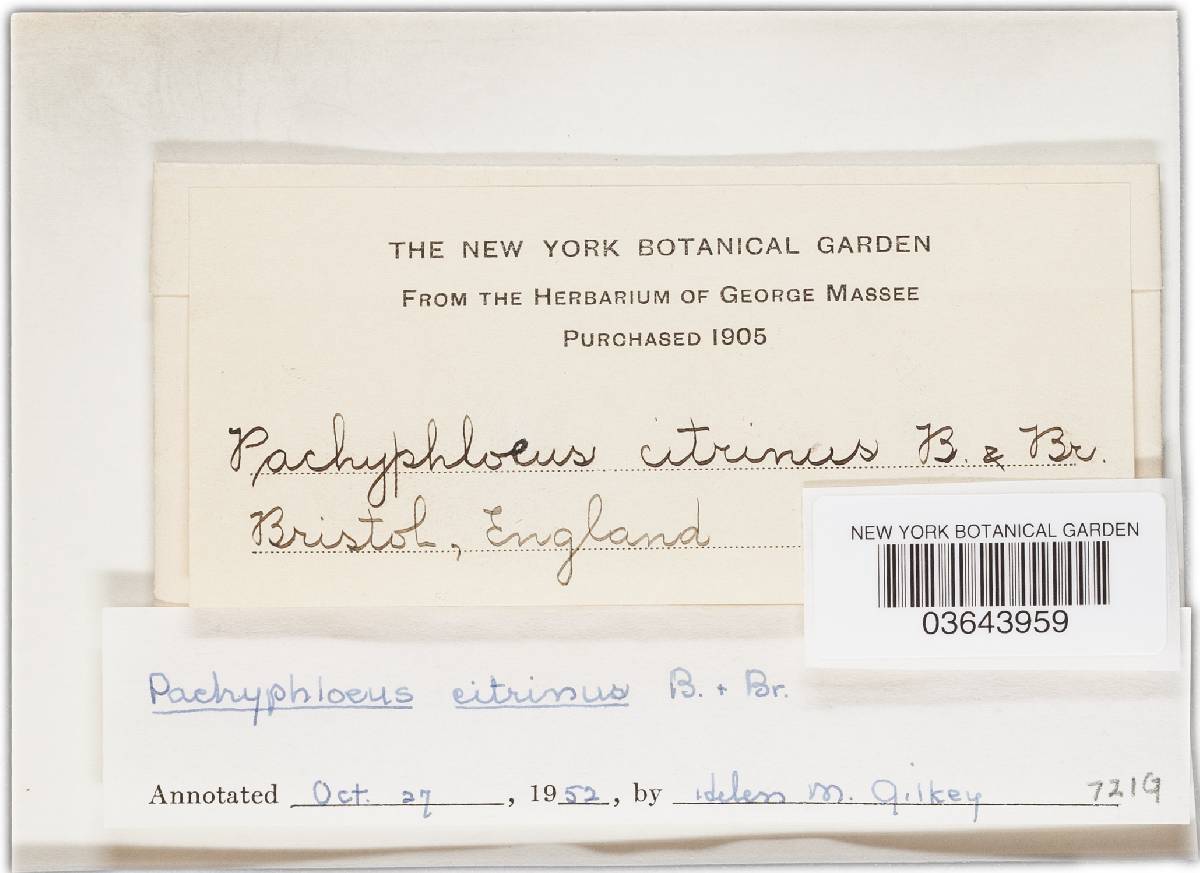 THE NEW YORK BOTANICAL GARDEN
FROM THE HERBARIUM OF GEORGE MASSEE
PURCHASED 1905
Pachyphloeus citrinus B. & Br.
Bristol, England
NEW YORK BOTANICAL GARDEN
03643959
Pachyphloeus citrinus B. + Br.
Annotated Oct. 27, 1952, by Helen M. Gilkey 721G